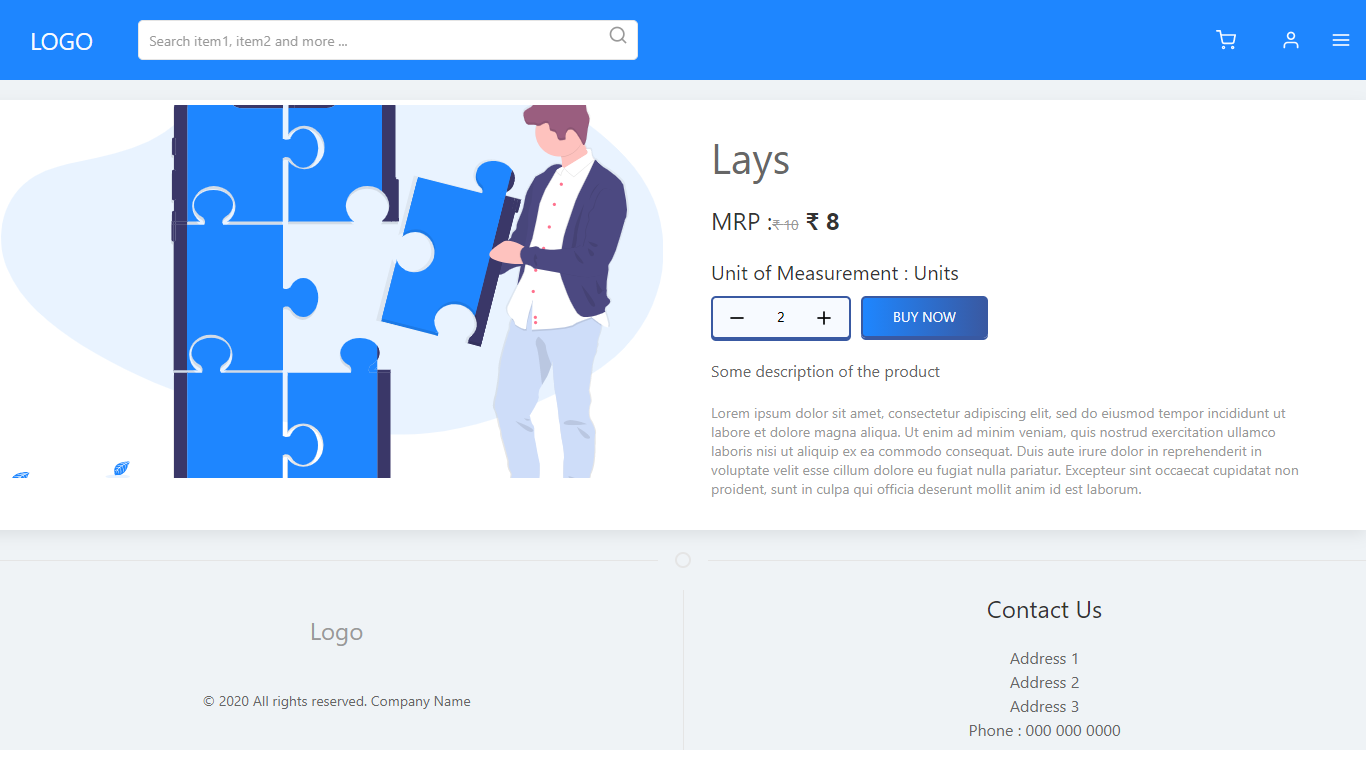 LOGO
Search item1, item2 and more ...
Lays
MRP :₹ 10 ₹ 8
Unit of Measurement : Units
2
BUY NOW
Some description of the product
Lorem ipsum dolor sit amet, consectetur adipiscing elit, sed do eiusmod tempor incididunt ut
labore et dolore magna aliqua. Ut enim ad minim veniam, quis nostrud exercitation ullamco
laboris nisi ut aliquip ex ea commodo consequat. Duis aute irure dolor in reprehenderit in
voluptate velit esse cillum dolore eu fugiat nulla pariatur. Excepteur sint occaecat cupidatat non
proident, sunt in culpa qui officia deserunt mollit anim id est laborum.
Logo
© 2020 All rights reserved. Company Name
Contact Us
Address 1
Address 2
Address 3
Phone : 000 000 0000